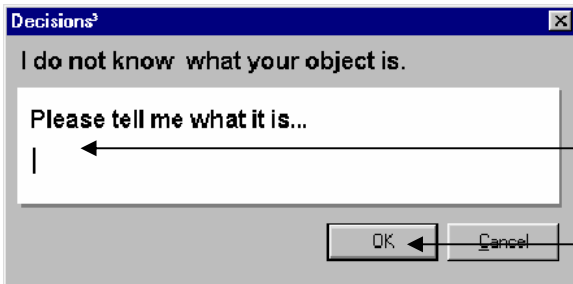 Decisions³
I do not know what your object is.
Please tell me what it is...
OK Cancel